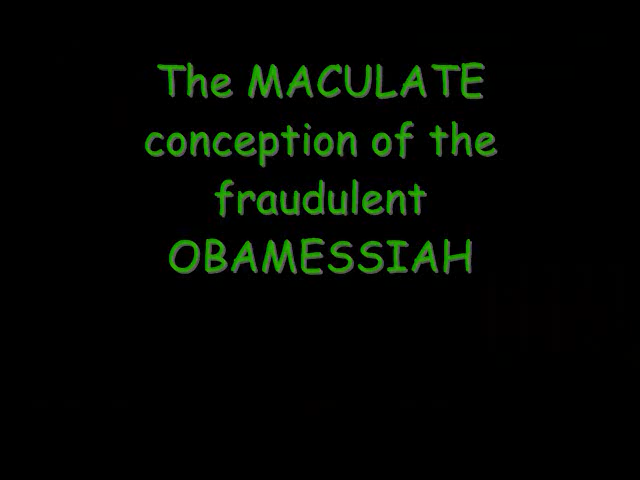 The MACULATE
conception of the
fraudulent
OBAMESSIAH